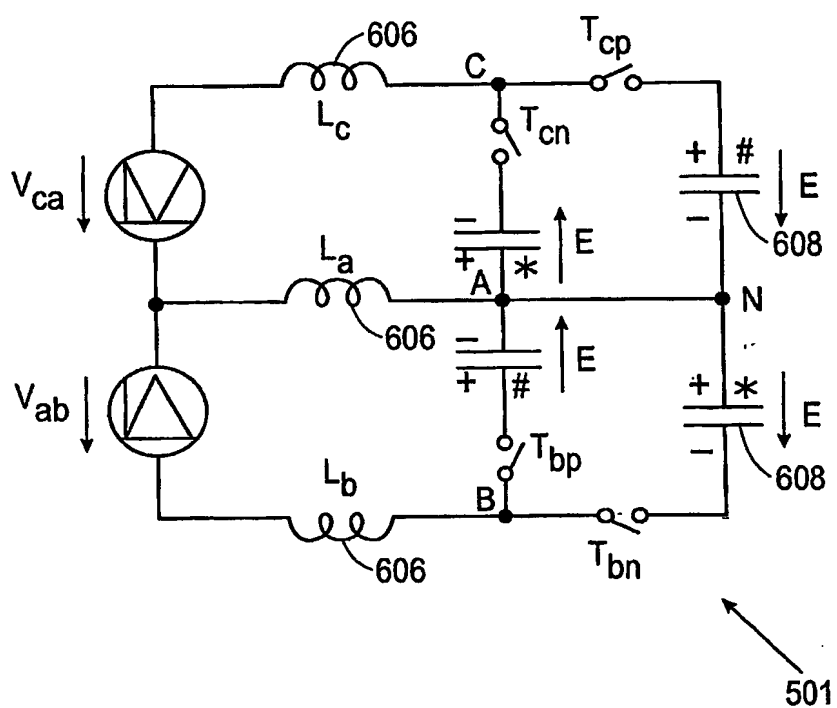 606
C
T_cp
L_c
T_cn
+ #
V_ca
−
E
E
−
608
L_a
+ *
A
N
606
−
E
+ *
+ #
E
V_ab
−
T_bp
608
L_b
B
606
T_bn
501